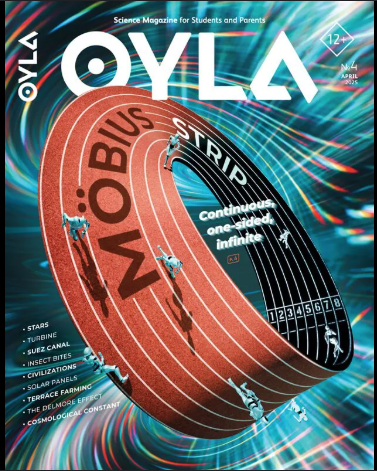 Science Magazine for Students and Parents
OYLA
OYLA
12+
№4
APRIL
2025
MÖBIUS
STRIP
Continuous,
one-sided,
infinite
1 2 3 4 5 6 7 8
• STARS
• TURBINE
• SUEZ CANAL
• INSECT BITES
• CIVILIZATIONS
• SOLAR PANELS
• TERRACE FARMING
• THE DELMORE EFFECT
• COSMOLOGICAL CONSTANT